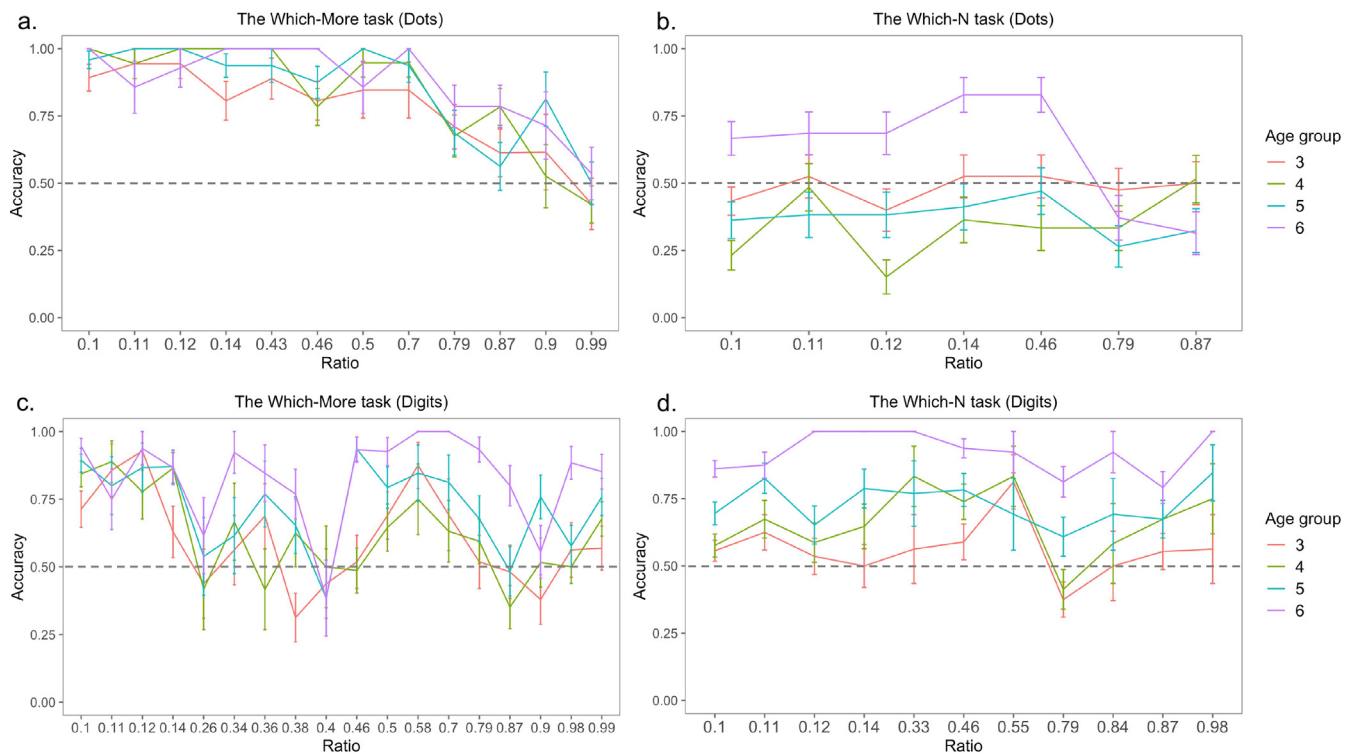 a.
The Which-More task (Dots)
1.00
0.75
0.50
0.25
0.00
Accuracy
0.1 0.11 0.12 0.14 0.43 0.46 0.5 0.7 0.79 0.87 0.9 0.99
Ratio
b.
The Which-N task (Dots)
1.00
0.75
0.50
0.25
0.00
Accuracy
0.1 0.11 0.12 0.14 0.46 0.79 0.87
Ratio
Age group
3
4
5
6
c.
The Which-More task (Digits)
1.00
0.75
0.50
0.25
0.00
Accuracy
0.1 0.11 0.12 0.14 0.26 0.34 0.36 0.38 0.4 0.46 0.5 0.58 0.7 0.79 0.87 0.9 0.98 0.99
Ratio
d.
The Which-N task (Digits)
1.00
0.75
0.50
0.25
0.00
Accuracy
0.1 0.11 0.12 0.14 0.33 0.46 0.55 0.79 0.84 0.87 0.98
Ratio
Age group
3
4
5
6